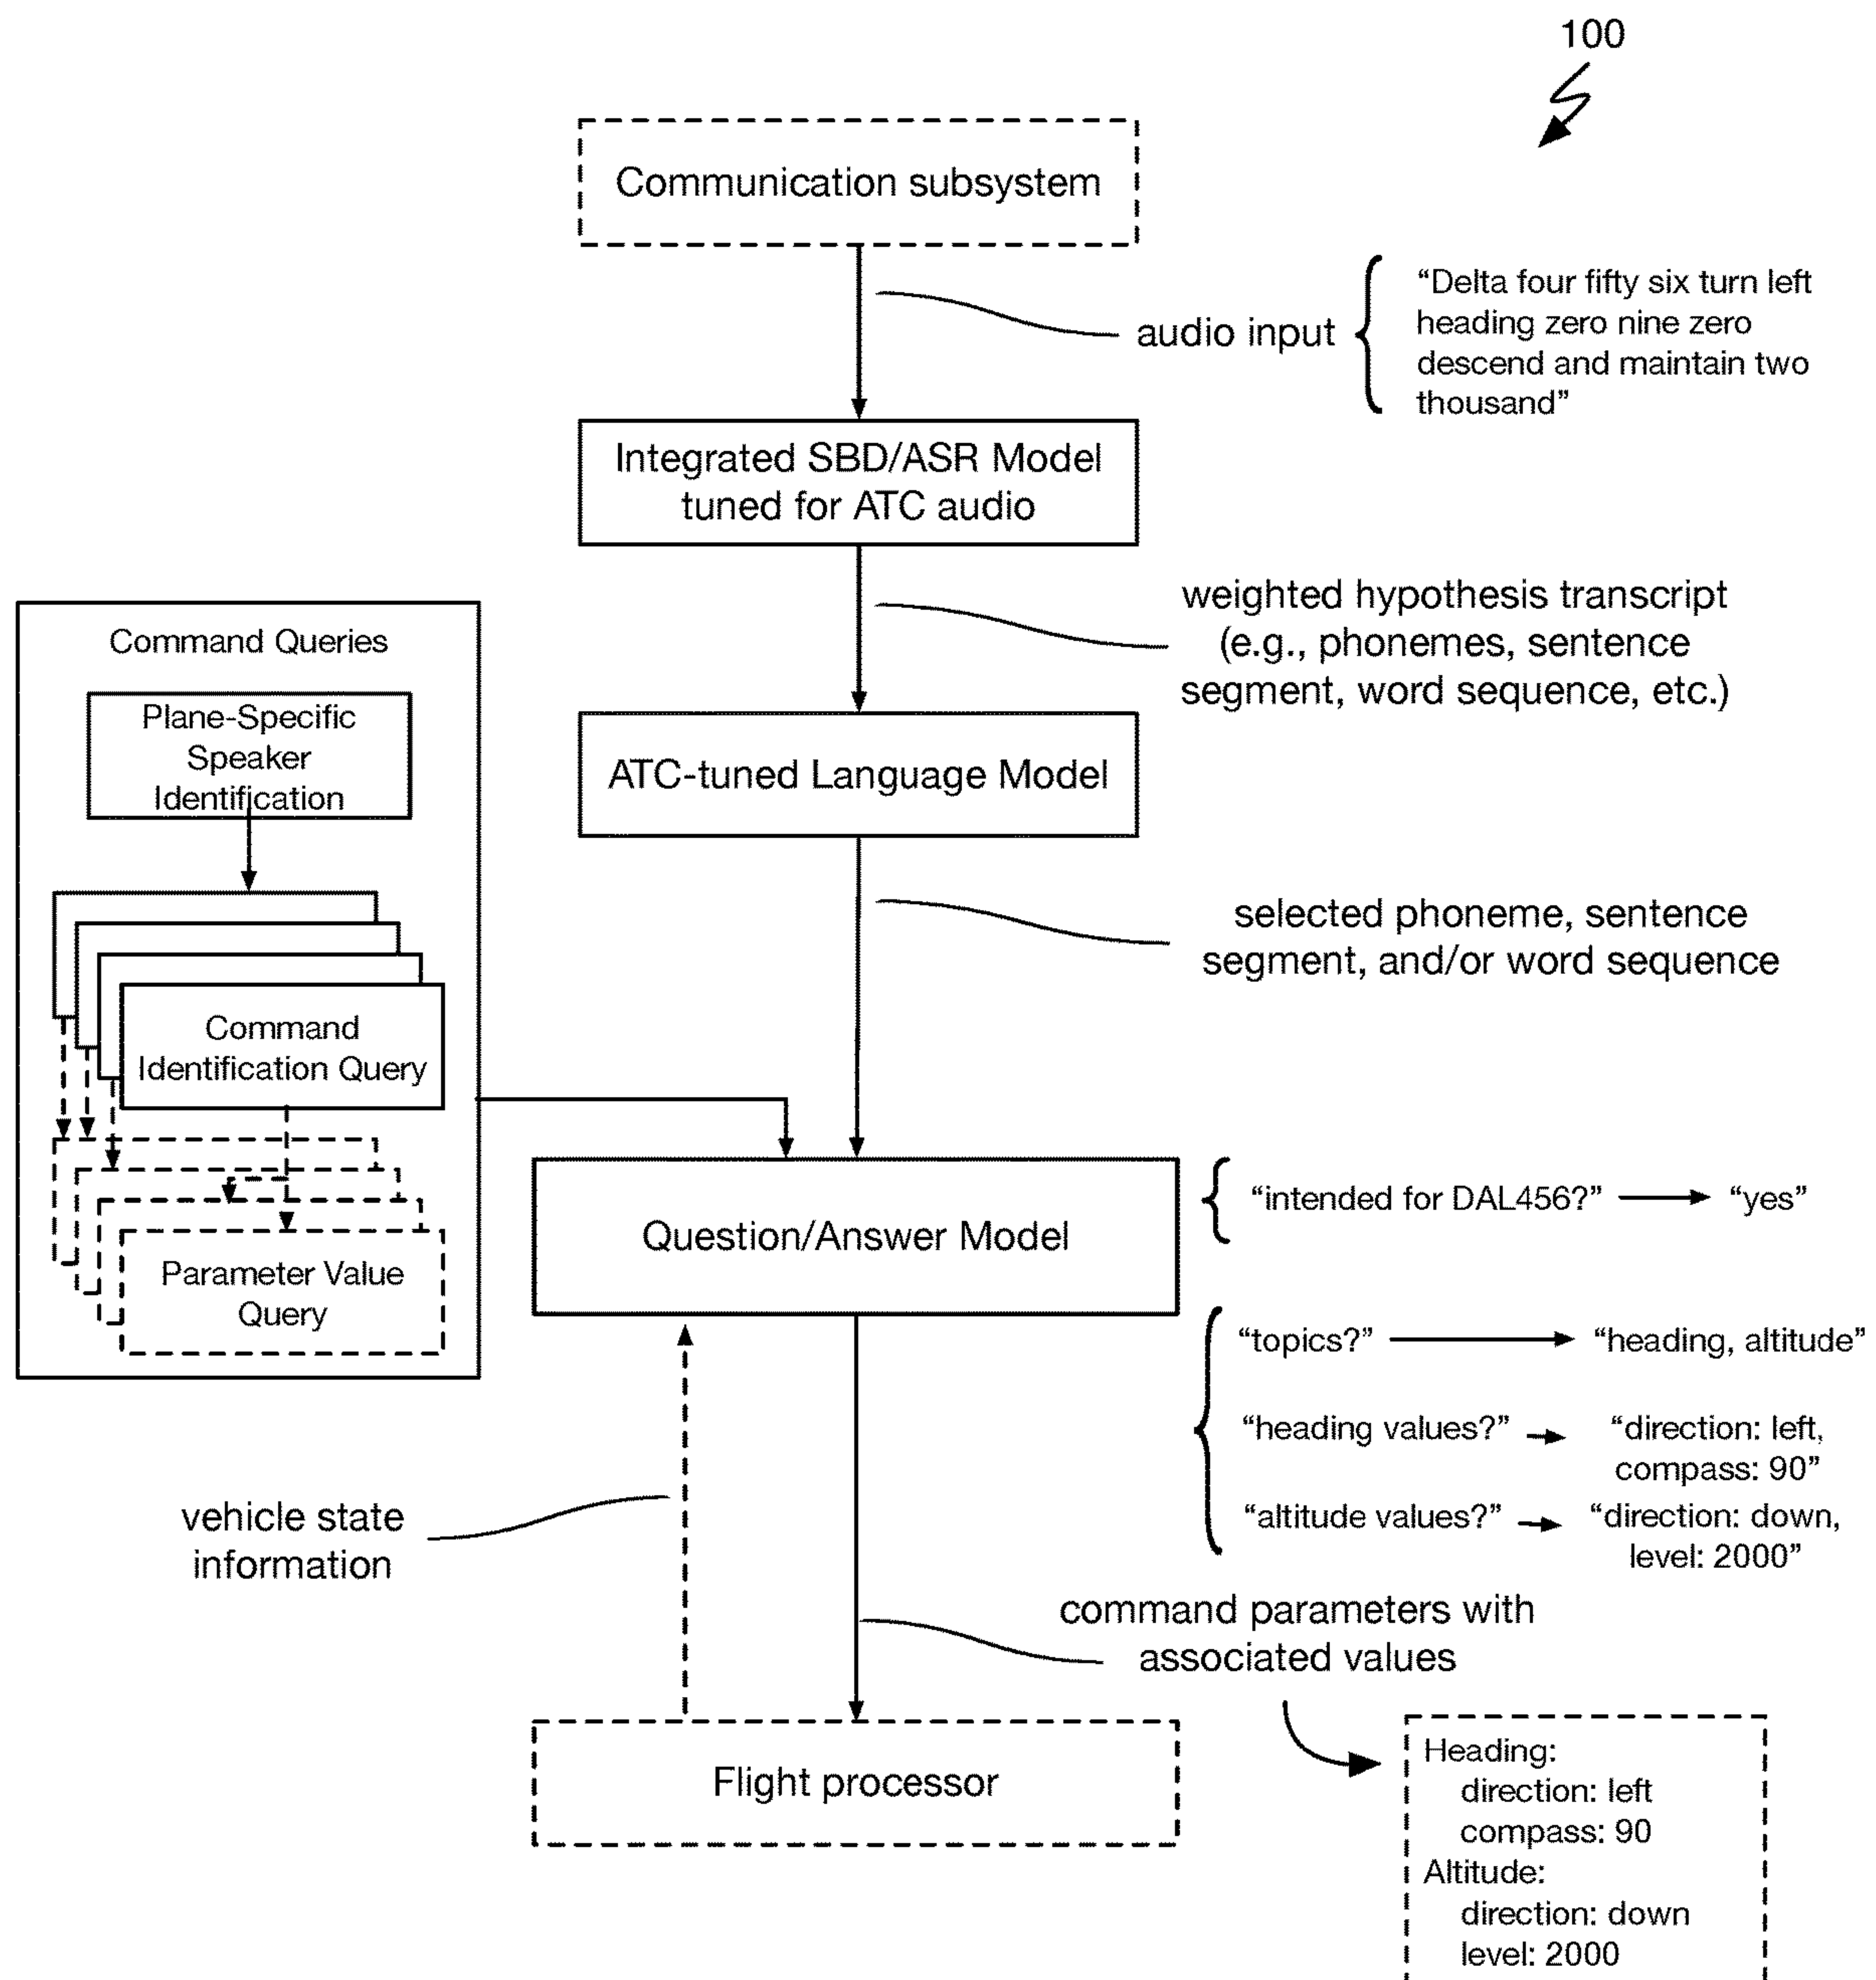 100
Communication subsystem
audio input
“Delta four fifty six turn left
heading zero nine zero
descend and maintain two
thousand”
Integrated SBD/ASR Model
tuned for ATC audio
weighted hypothesis transcript
(e.g., phonemes, sentence
segment, word sequence, etc.)
Command Queries
Plane-Specific
Speaker
Identification
ATC-tuned Language Model
selected phoneme, sentence
segment, and/or word sequence
Command
Identification Query
Parameter Value
Query
Question/Answer Model
“intended for DAL456?” “yes”
“topics?” “heading, altitude”
“heading values?” “direction: left,
compass: 90”
“altitude values?” “direction: down,
level: 2000”
vehicle state
information
command parameters with
associated values
Flight processor
Heading:
direction: left
compass: 90
Altitude:
direction: down
level: 2000